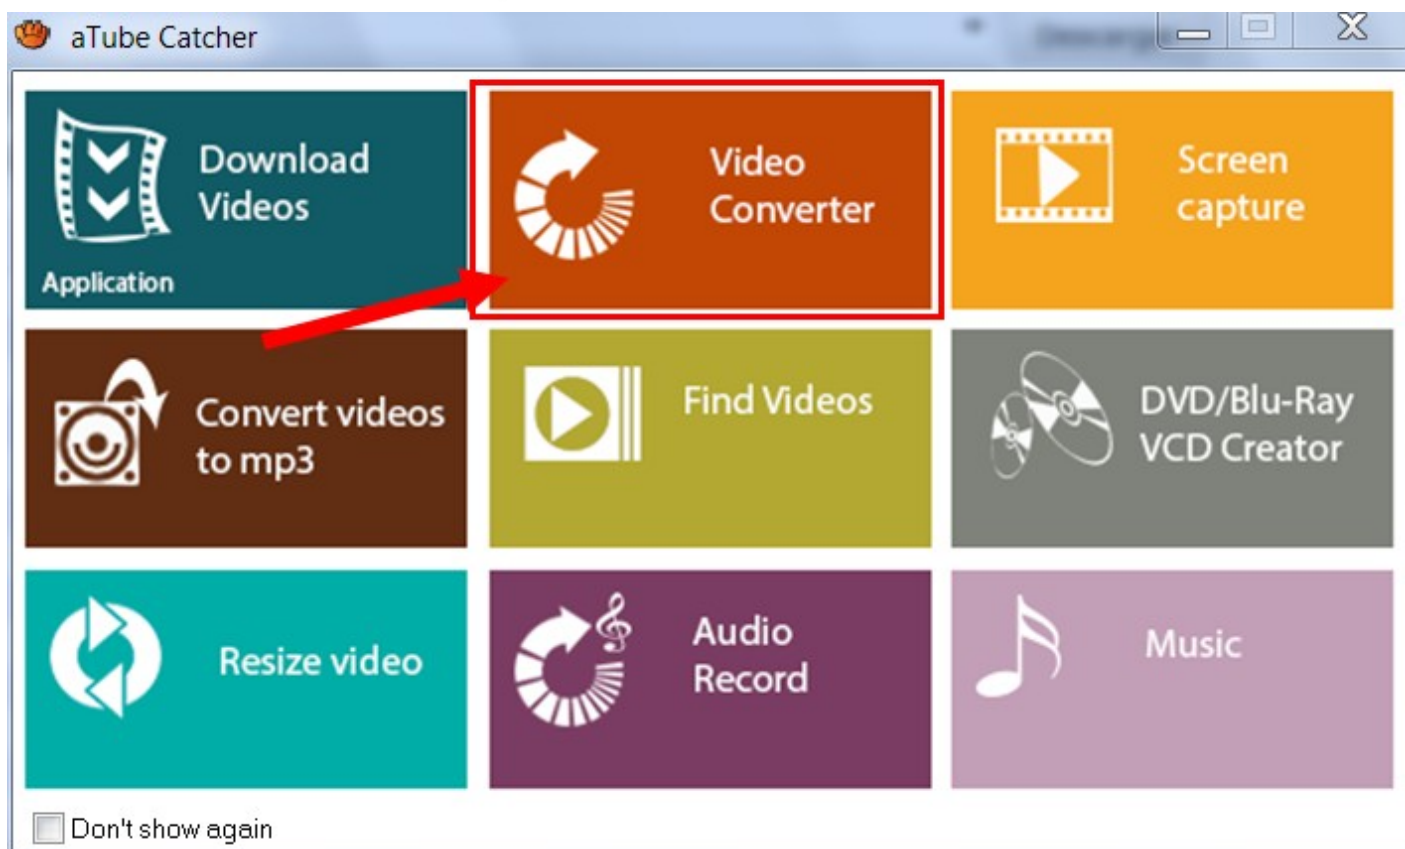 aTube Catcher
Download
Videos
Application
Video
Converter
Screen
capture
Convert videos
to mp3
Find Videos
DVD/Blu-Ray
VCD Creator
Resize video
Audio
Record
Music
Don't show again